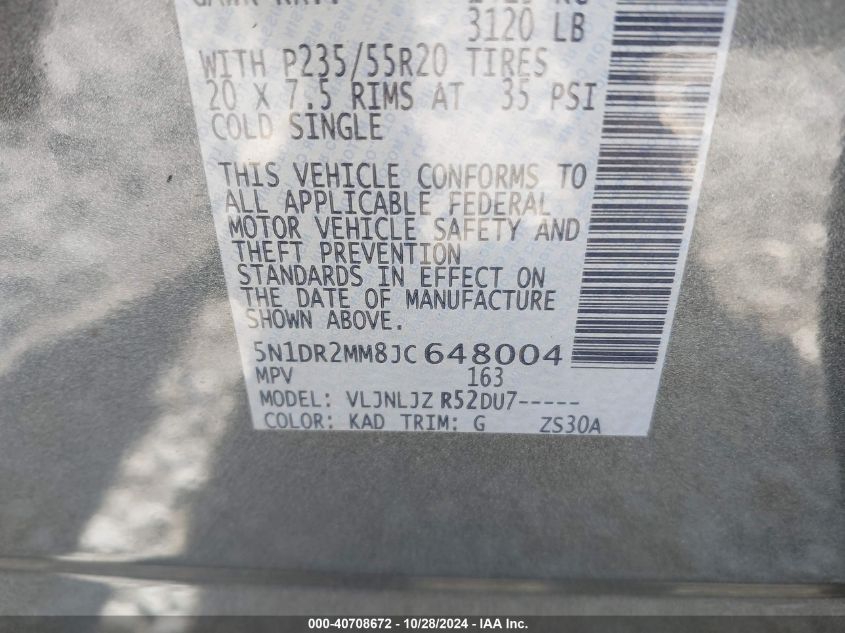 3120 LB
WITH P235/55R20 TIRES
20 X 7.5 RIMS AT 35 PSI
COLD SINGLE
THIS VEHICLE CONFORMS TO
ALL APPLICABLE FEDERAL
MOTOR VEHICLE SAFETY AND
THEFT PREVENTION
STANDARDS IN EFFECT ON
THE DATE OF MANUFACTURE
SHOWN ABOVE.
5N1DR2MM8JC 648004
MPV 163
MODEL: VLJNLJZ R52DU7-----
COLOR: KAD TRIM: G ZS30A
000-40708672 - 10/28/2024 - IAA Inc.